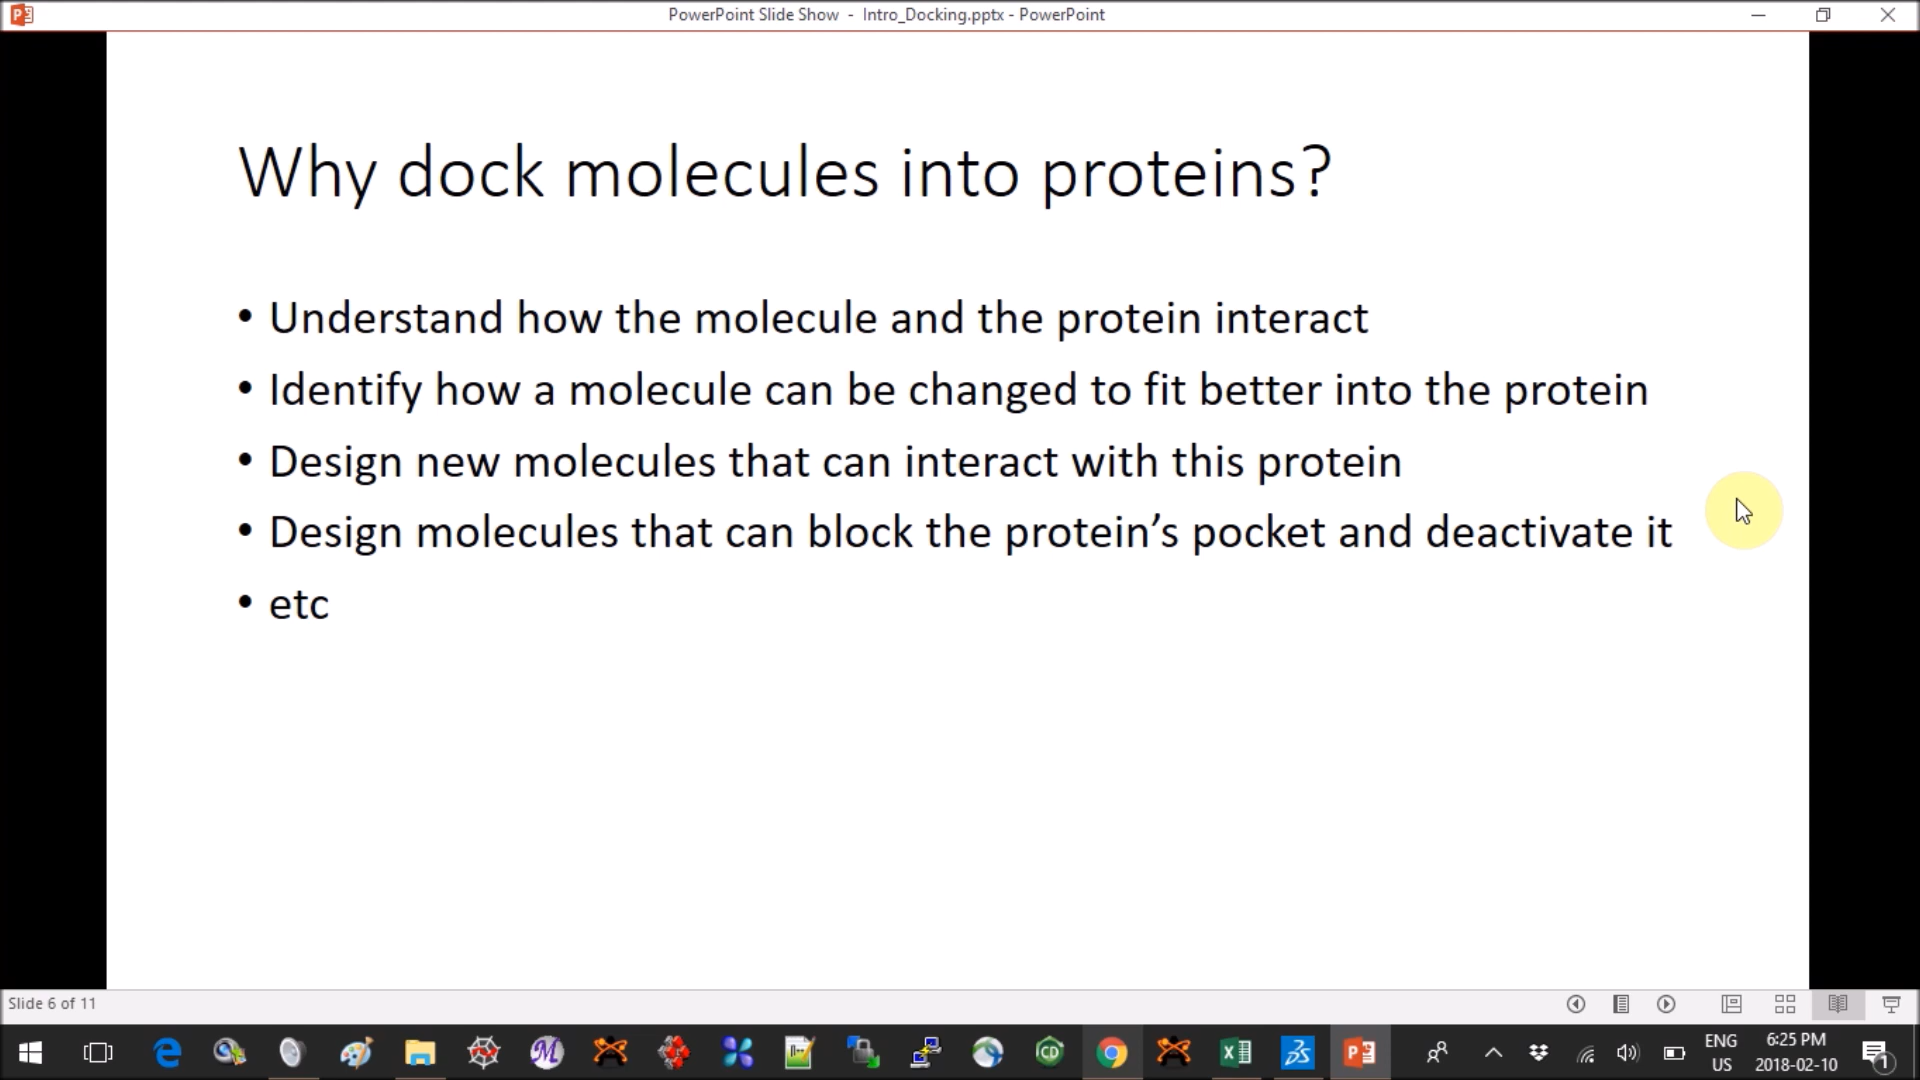 PowerPoint Slide Show - Intro_Docking.pptx - PowerPoint
Why dock molecules into proteins?
• Understand how the molecule and the protein interact
• Identify how a molecule can be changed to fit better into the protein
• Design new molecules that can interact with this protein
• Design molecules that can block the protein’s pocket and deactivate it
• etc
Slide 6 of 11
ENG
US
6:25 PM
2018-02-10
1